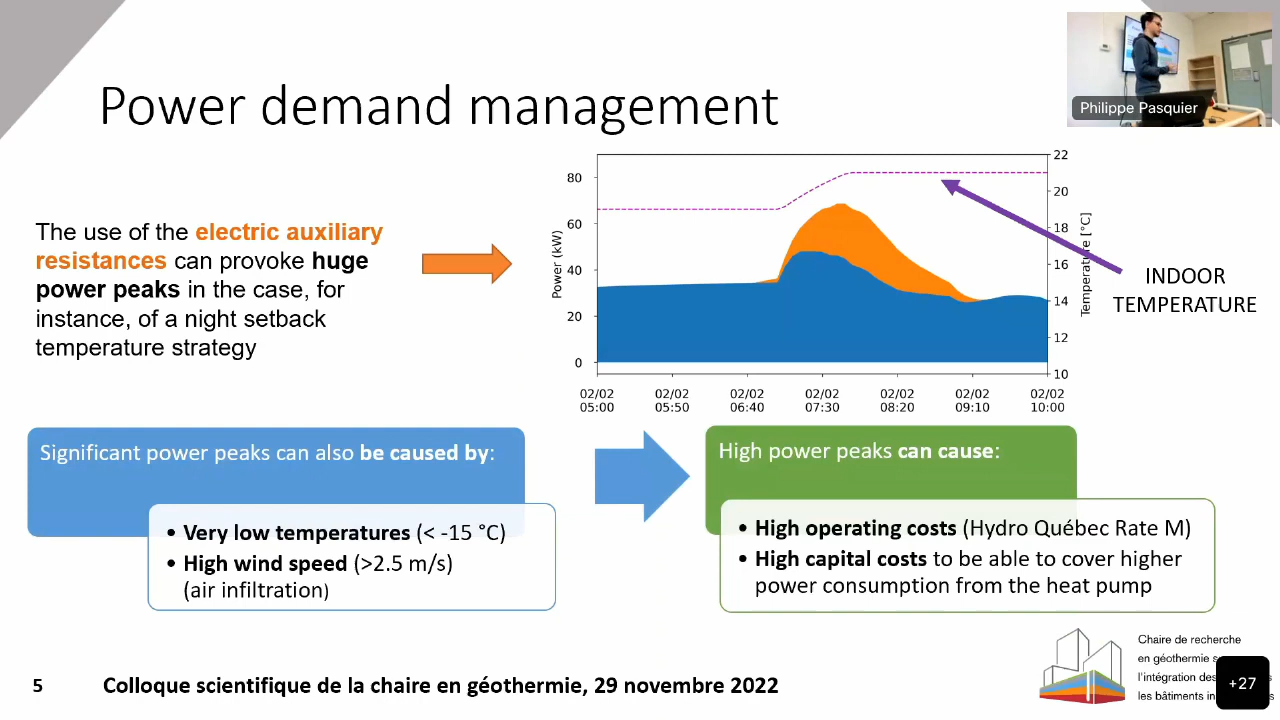 Power demand management
Philippe Pasquier
The use of the electric auxiliary
resistances can provoke huge
power peaks in the case, for
instance, of a night setback
temperature strategy
Power (kW)
80
60
40
20
0
22
20
18
16
14
12
10
Temperature [°C]
02/02 02/02 02/02 02/02 02/02 02/02 02/02
05:00 05:50 06:40 07:30 08:20 09:10 10:00
INDOOR
TEMPERATURE
Significant power peaks can also be caused by:
• Very low temperatures (< -15 °C)
• High wind speed (>2.5 m/s)
(air infiltration)
High power peaks can cause:
• High operating costs (Hydro Québec Rate M)
• High capital costs to be able to cover higher
power consumption from the heat pump
5
Colloque scientifique de la chaire en géothermie, 29 novembre 2022
Chaire de recherche
en géothermie
l'intégration des
les bâtiments
+27